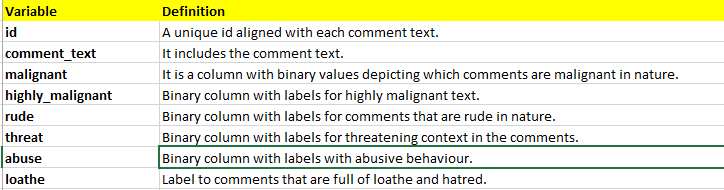 Variable Definition
id A unique id aligned with each comment text.
comment_text It includes the comment text.
malignant It is a column with binary values depicting which comments are malignant in nature.
highly_malignant Binary column with labels for highly malignant text.
rude Binary column with labels for comments that are rude in nature.
threat Binary column with labels for threatening context in the comments.
abuse Binary column with labels with abusive behaviour.
loathe Label to comments that are full of loathe and hatred.